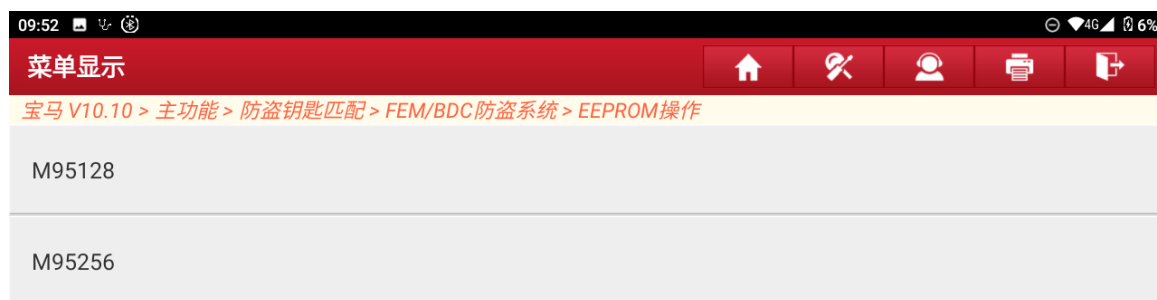 09:52 4G 6%
菜单显示
宝马 V10.10 > 主功能 > 防盗钥匙匹配 > FEM/BDC防盗系统 > EEPROM操作
M95128
M95256